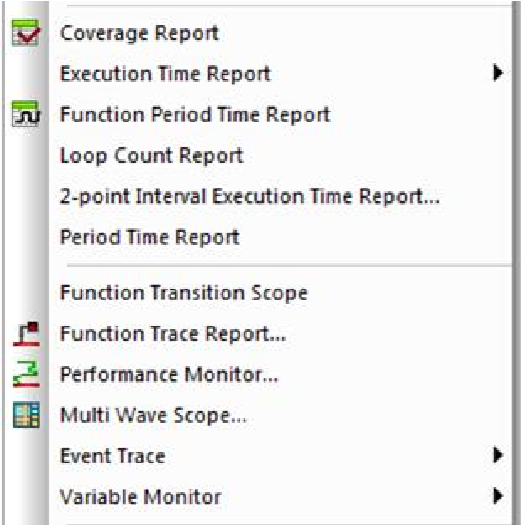 Coverage Report
Execution Time Report
Function Period Time Report
Loop Count Report
2-point Interval Execution Time Report...
Period Time Report
Function Transition Scope
Function Trace Report...
Performance Monitor...
Multi Wave Scope...
Event Trace
Variable Monitor